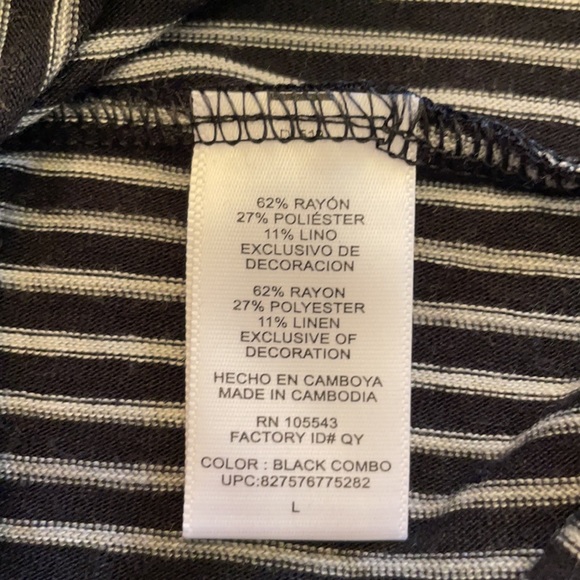 62% RAYÓN
27% POLIÉSTER
11% LINO
EXCLUSIVO DE
DECORACION
62% RAYON
27% POLYESTER
11% LINEN
EXCLUSIVE OF
DECORATION
HECHO EN CAMBOYA
MADE IN CAMBODIA
RN 105543
FACTORY ID# QY
COLOR : BLACK COMBO
UPC:827576775282
L